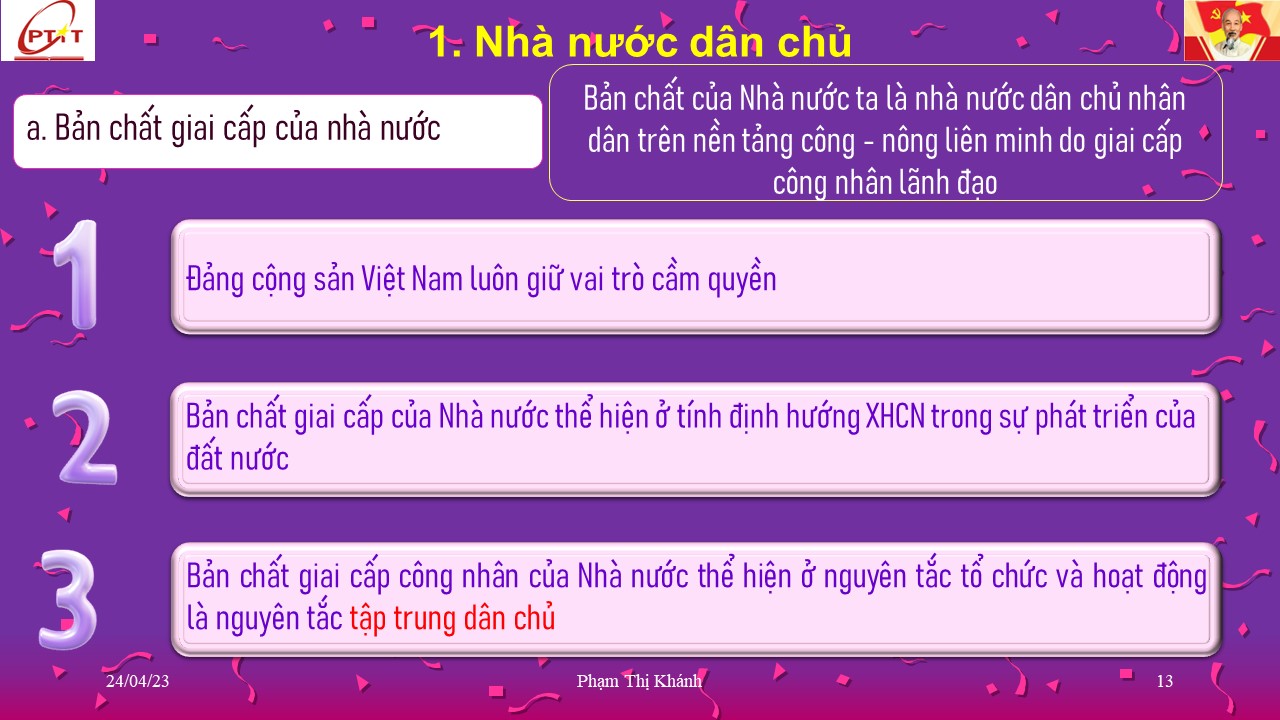 PTiT
1. Nhà nước dân chủ
a. Bản chất giai cấp của nhà nước
Bản chất của Nhà nước ta là nhà nước dân chủ nhân
dân trên nền tảng công - nông liên minh do giai cấp
công nhân lãnh đạo
1
Đảng cộng sản Việt Nam luôn giữ vai trò cầm quyền
2
Bản chất giai cấp của Nhà nước thể hiện ở tính định hướng XHCN trong sự phát triển của
đất nước
3
Bản chất giai cấp công nhân của Nhà nước thể hiện ở nguyên tắc tổ chức và hoạt động
là nguyên tắc tập trung dân chủ
24/04/23
Phạm Thị Khánh
13